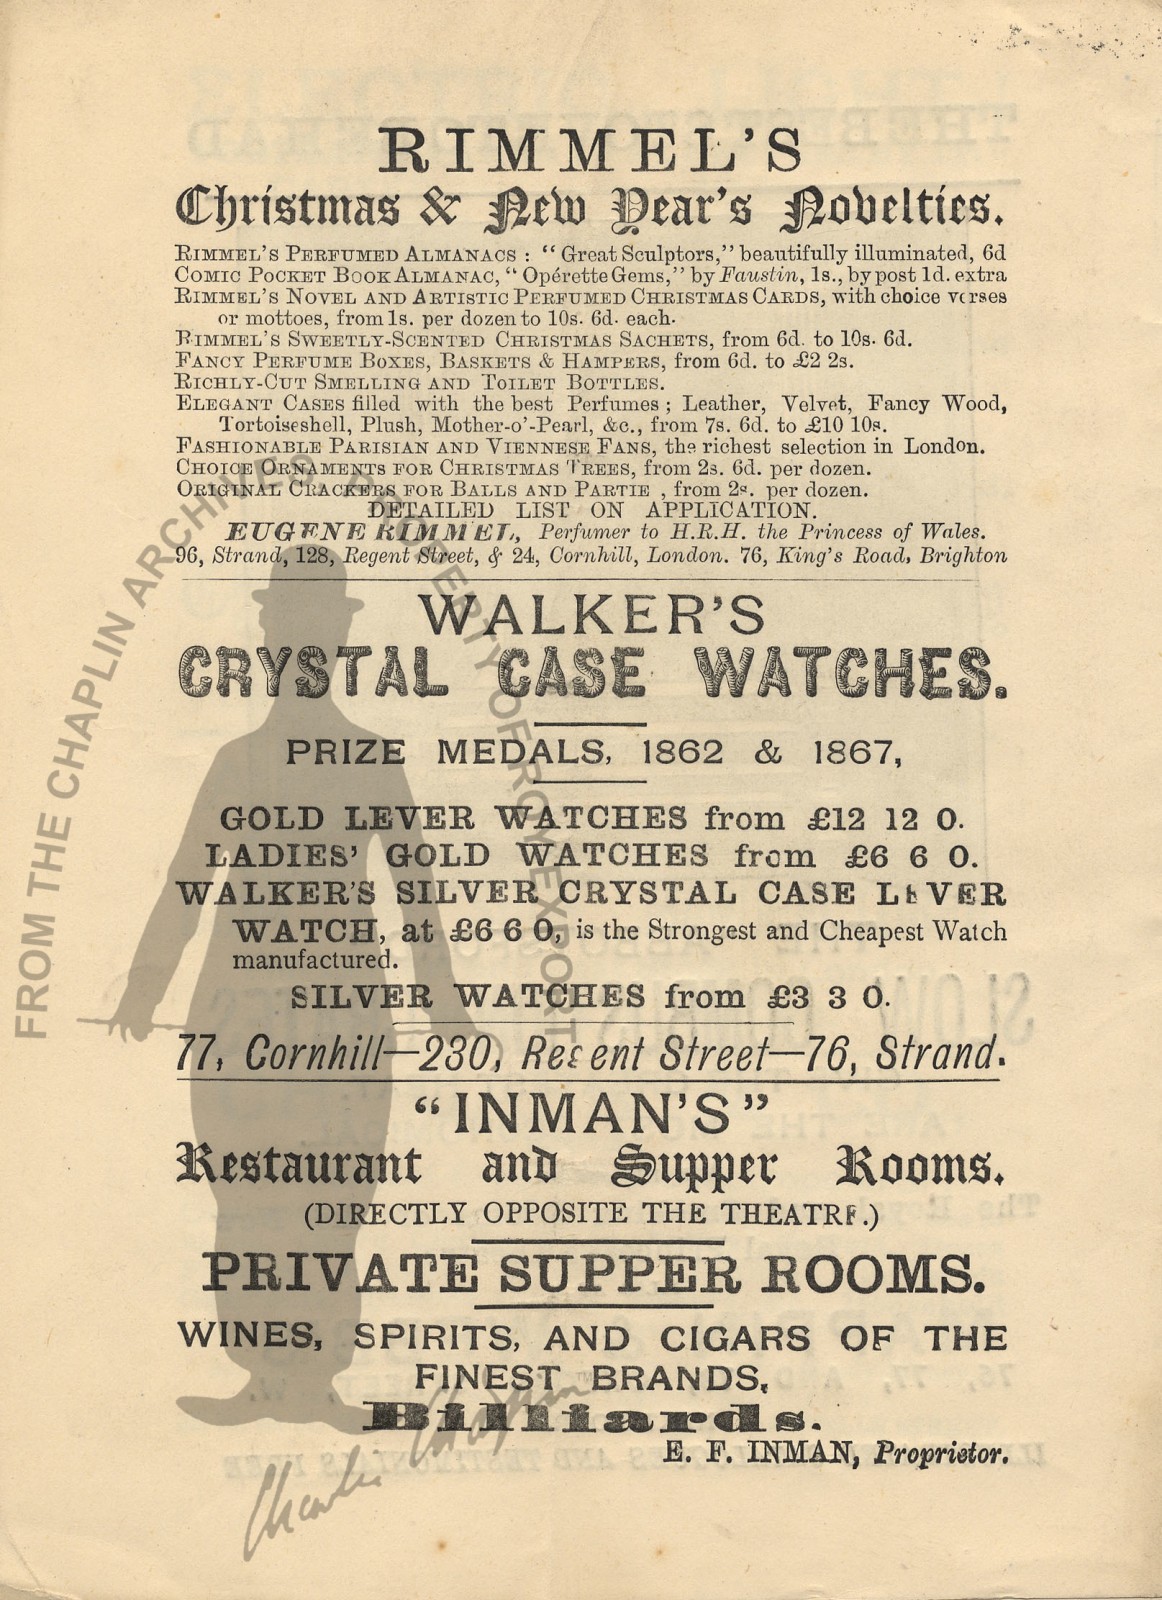 RIMMEL'S
Christmas & New Year's Novelties.
RIMMEL'S PERFUMED ALMANACS : "Great Sculptors," beautifully illuminated, 6d
COMIC POCKET BOOK ALMANAC, "Opérette Gems," by Faustin, 1s., by post 1d. extra
RIMMEL'S NOVEL AND ARTISTIC PERFUMED CHRISTMAS CARDS, with choice verses
or mottoes, from 1s. per dozen to 10s. 6d. each.
RIMMEL'S SWEETLY-SCENTED CHRISTMAS SACHETS, from 6d. to 10s. 6d.
FANCY PERFUME BOXES, BASKETS & HAMPERS, from 6d. to £2 2s.
RICHLY-CUT SMELLING AND TOILET BOTTLES.
ELEGANT CASES filled with the best Perfumes ; Leather, Velvet, Fancy Wood,
Tortoiseshell, Plush, Mother-o'-Pearl, &c., from 7s. 6d. to £10 10s.
FASHIONABLE PARISIAN AND VIENNESE FANS, the richest selection in London.
CHOICE ORNAMENTS FOR CHRISTMAS TREES, from 2s. 6d. per dozen.
ORIGINAL CRACKERS FOR BALLS AND PARTIE , from 2s. per dozen.
DETAILED LIST ON APPLICATION.
EUGENE RIMMEL, Perfumer to H.R.H. the Princess of Wales.
96, Strand, 128, Regent Street, & 24, Cornhill, London. 76, King's Road, Brighton
WALKER'S
CRYSTAL CASE WATCHES.
PRIZE MEDALS, 1862 & 1867,
GOLD LEVER WATCHES from £12 12 0.
LADIES' GOLD WATCHES from £6 6 0.
WALKER'S SILVER CRYSTAL CASE LEVER
WATCH, at £6 6 0, is the Strongest and Cheapest Watch
manufactured.
SILVER WATCHES from £3 3 0.
77, Cornhill—230, Regent Street—76, Strand.
"INMAN'S"
Restaurant and Supper Rooms.
(DIRECTLY OPPOSITE THE THEATRE.)
PRIVATE SUPPER ROOMS.
WINES, SPIRITS, AND CIGARS OF THE
FINEST BRANDS,
Billiards.
E. F. INMAN, Proprietor.
FROM THE CHAPLIN ARCHIVES. PROPERTY OF ROY EXPORT
Charlie Chaplin